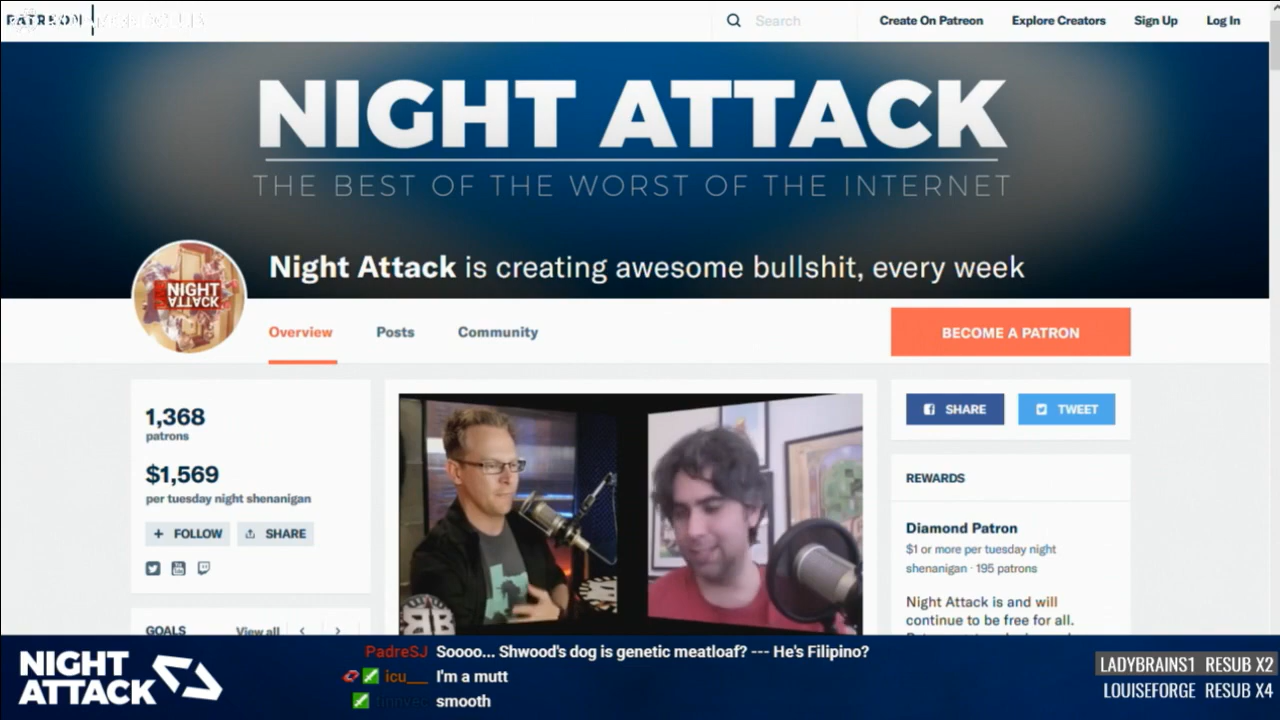 PATREON
Search
Create On Patreon
Explore Creators
Sign Up
Log In
NIGHT ATTACK
THE BEST OF THE WORST OF THE INTERNET
NIGHT
ATTACK
Night Attack is creating awesome bullshit, every week
Overview
Posts
Community
BECOME A PATRON
1,368
patrons
$1,569
per tuesday night shenanigan
+ FOLLOW
SHARE
GOALS
View all
BB
SHARE
TWEET
REWARDS
Diamond Patron
$1 or more per tuesday night
shenanigan · 195 patrons
Night Attack is and will
continue to be free for all.
NIGHT
ATTACK
PadreSJ Soooo... Shwood's dog is genetic meatloaf? --- He's Filipino?
icu__ I'm a mutt
smooth
LADYBRAINS1 RESUB X2
LOUISEFORGE RESUB X4